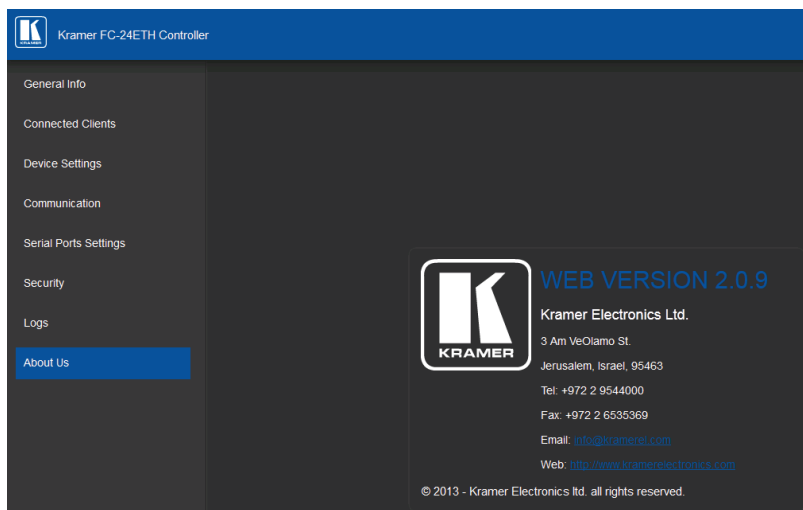 KRAMER
Kramer FC-24ETH Controller
General Info
Connected Clients
Device Settings
Communication
Serial Ports Settings
Security
Logs
About Us
KRAMER
WEB VERSION 2.0.9
Kramer Electronics Ltd.
3 Am VeOlamo St.
Jerusalem, Israel, 95463
Tel: +972 2 9544000
Fax: +972 2 6535369
Email: info@kramerel.com
Web: http://www.kramerelectronics.com
© 2013 - Kramer Electronics ltd. all rights reserved.